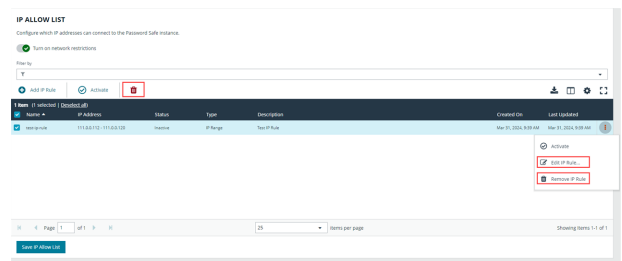 IP ALLOW LIST
Configure which IP addresses can connect to the Password Safe instance.
Turn on network restrictions
Filter by
Add IP Rule Activate
1 item (1 selected | Deselect all)
Name IP Address Status Type Description Created On Last Updated
test-ip-rule 111.0.0.112 - 111.0.0.120 Inactive IP Range Test IP Rule Mar 31, 2024, 9:39 AM Mar 31, 2024, 9:39 AM
Activate
Edit IP Rule...
Remove IP Rule
Page 1 of 1 25 items per page Showing items 1-1 of 1
Save IP Allow List